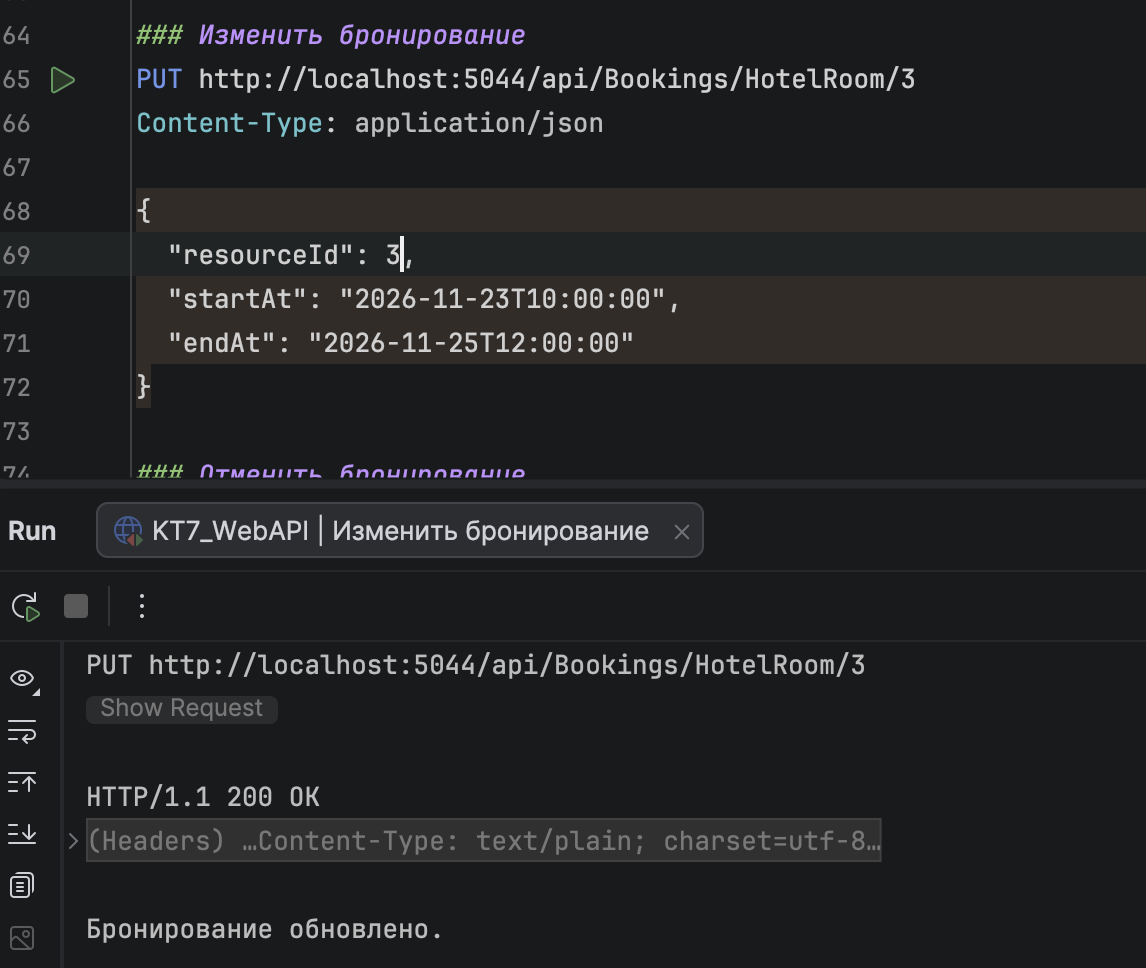 64 ### Изменить бронирование
65 PUT http://localhost:5044/api/Bookings/HotelRoom/3
66 Content-Type: application/json
67
68 {
69 "resourceId": 3,
70 "startAt": "2026-11-23T10:00:00",
71 "endAt": "2026-11-25T12:00:00"
72 }
73
74 ### Отменить бронирование
Run KT7_WebAPI | Изменить бронирование
PUT http://localhost:5044/api/Bookings/HotelRoom/3
Show Request
HTTP/1.1 200 OK
(Headers) …Content-Type: text/plain; charset=utf-8…
Бронирование обновлено.